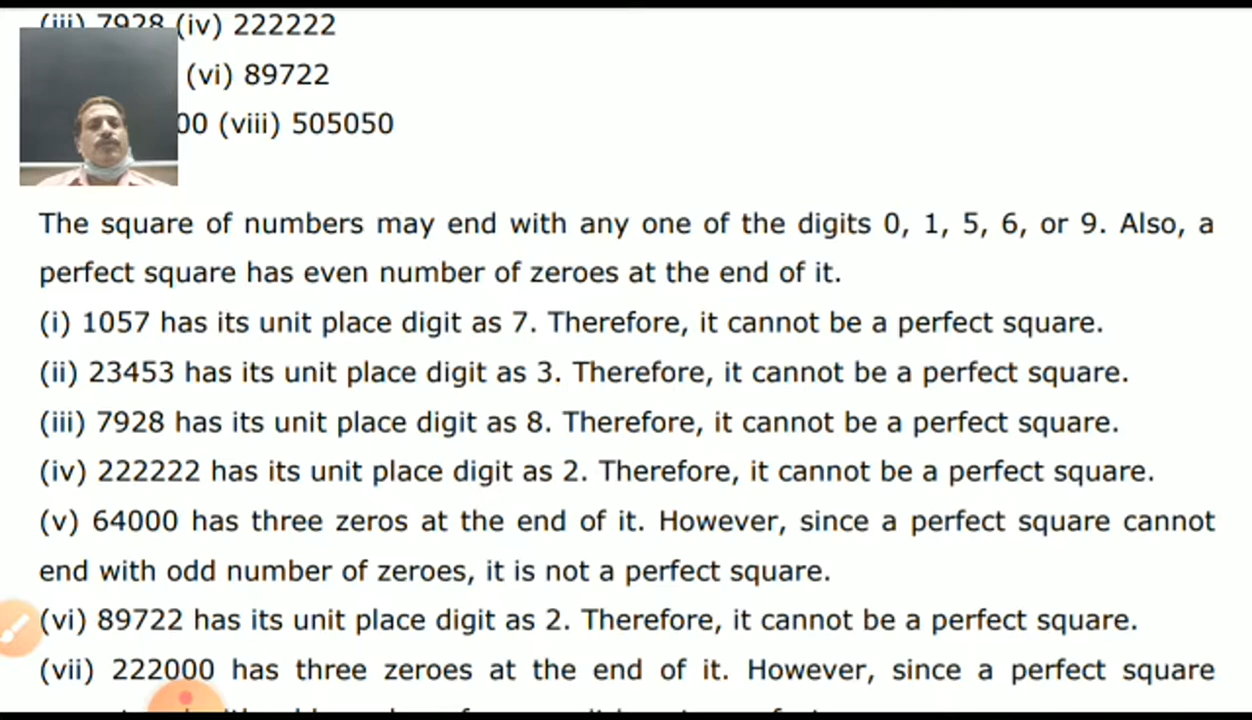 (iii) 7928 (iv) 222222
(vi) 89722
00 (viii) 505050
The square of numbers may end with any one of the digits 0, 1, 5, 6, or 9. Also, a
perfect square has even number of zeroes at the end of it.
(i) 1057 has its unit place digit as 7. Therefore, it cannot be a perfect square.
(ii) 23453 has its unit place digit as 3. Therefore, it cannot be a perfect square.
(iii) 7928 has its unit place digit as 8. Therefore, it cannot be a perfect square.
(iv) 222222 has its unit place digit as 2. Therefore, it cannot be a perfect square.
(v) 64000 has three zeros at the end of it. However, since a perfect square cannot
end with odd number of zeroes, it is not a perfect square.
(vi) 89722 has its unit place digit as 2. Therefore, it cannot be a perfect square.
(vii) 222000 has three zeroes at the end of it. However, since a perfect square